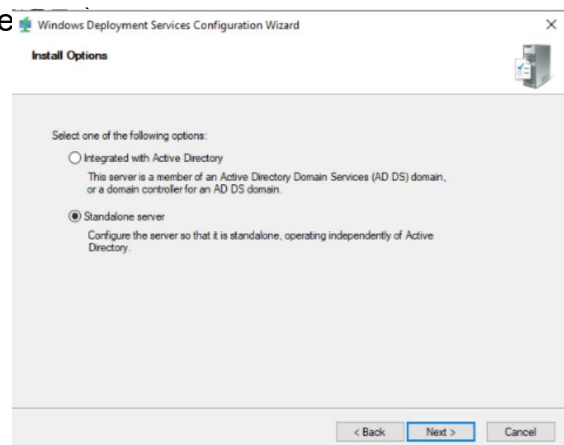 e
Windows Deployment Services Configuration Wizard
Install Options
Select one of the following options:
Integrated with Active Directory
This server is a member of an Active Directory Domain Services (AD DS) domain,
or a domain controller for an AD DS domain.
Standalone server
Configure the server so that it is standalone, operating independently of Active
Directory.
< Back Next > Cancel